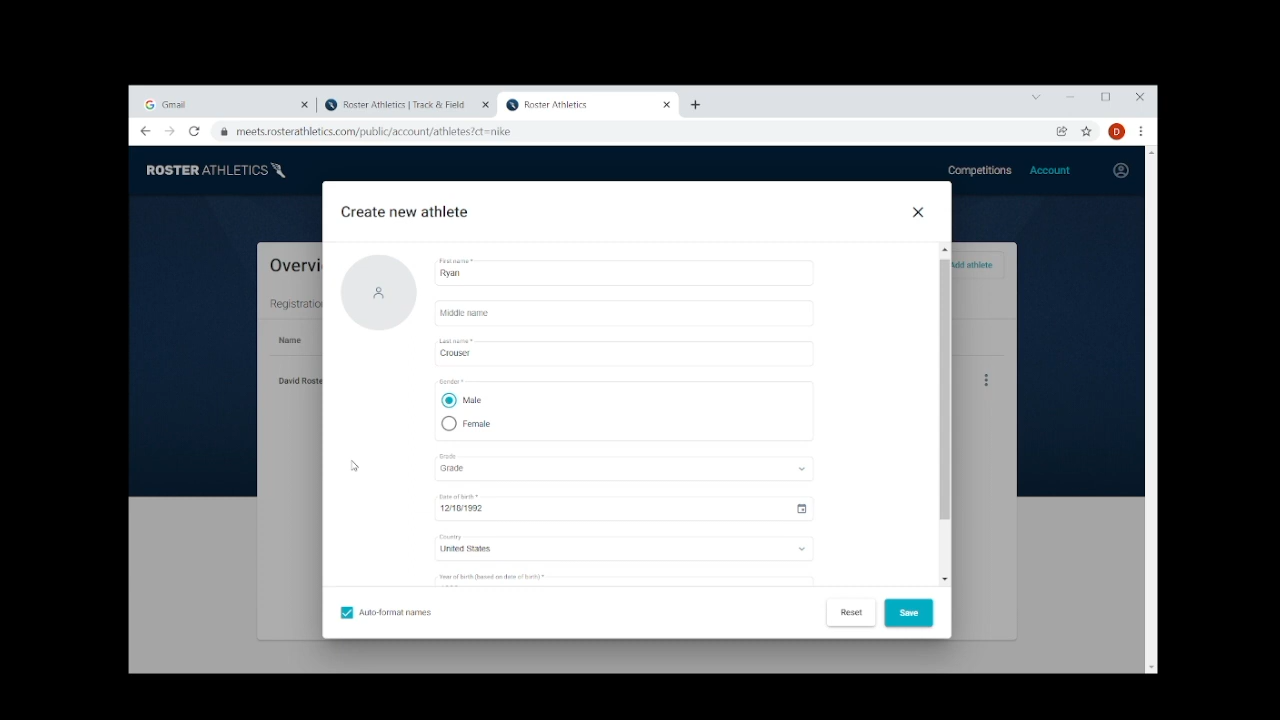 Gmail
Roster Athletics | Track & Field
Roster Athletics
meets.rosterathletics.com/public/account/athletes?ct=nike
D
ROSTER ATHLETICS
Competitions
Account
Create new athlete
Overvi
Add athlete
Registration
Name
David Roste
First name *
Ryan
Middle name
Last name *
Crouser
Gender *
Male
Female
Grade
Grade
Date of birth *
12/18/1992
Country
United States
Year of birth (based on date of birth) *
Auto-format names
Reset
Save